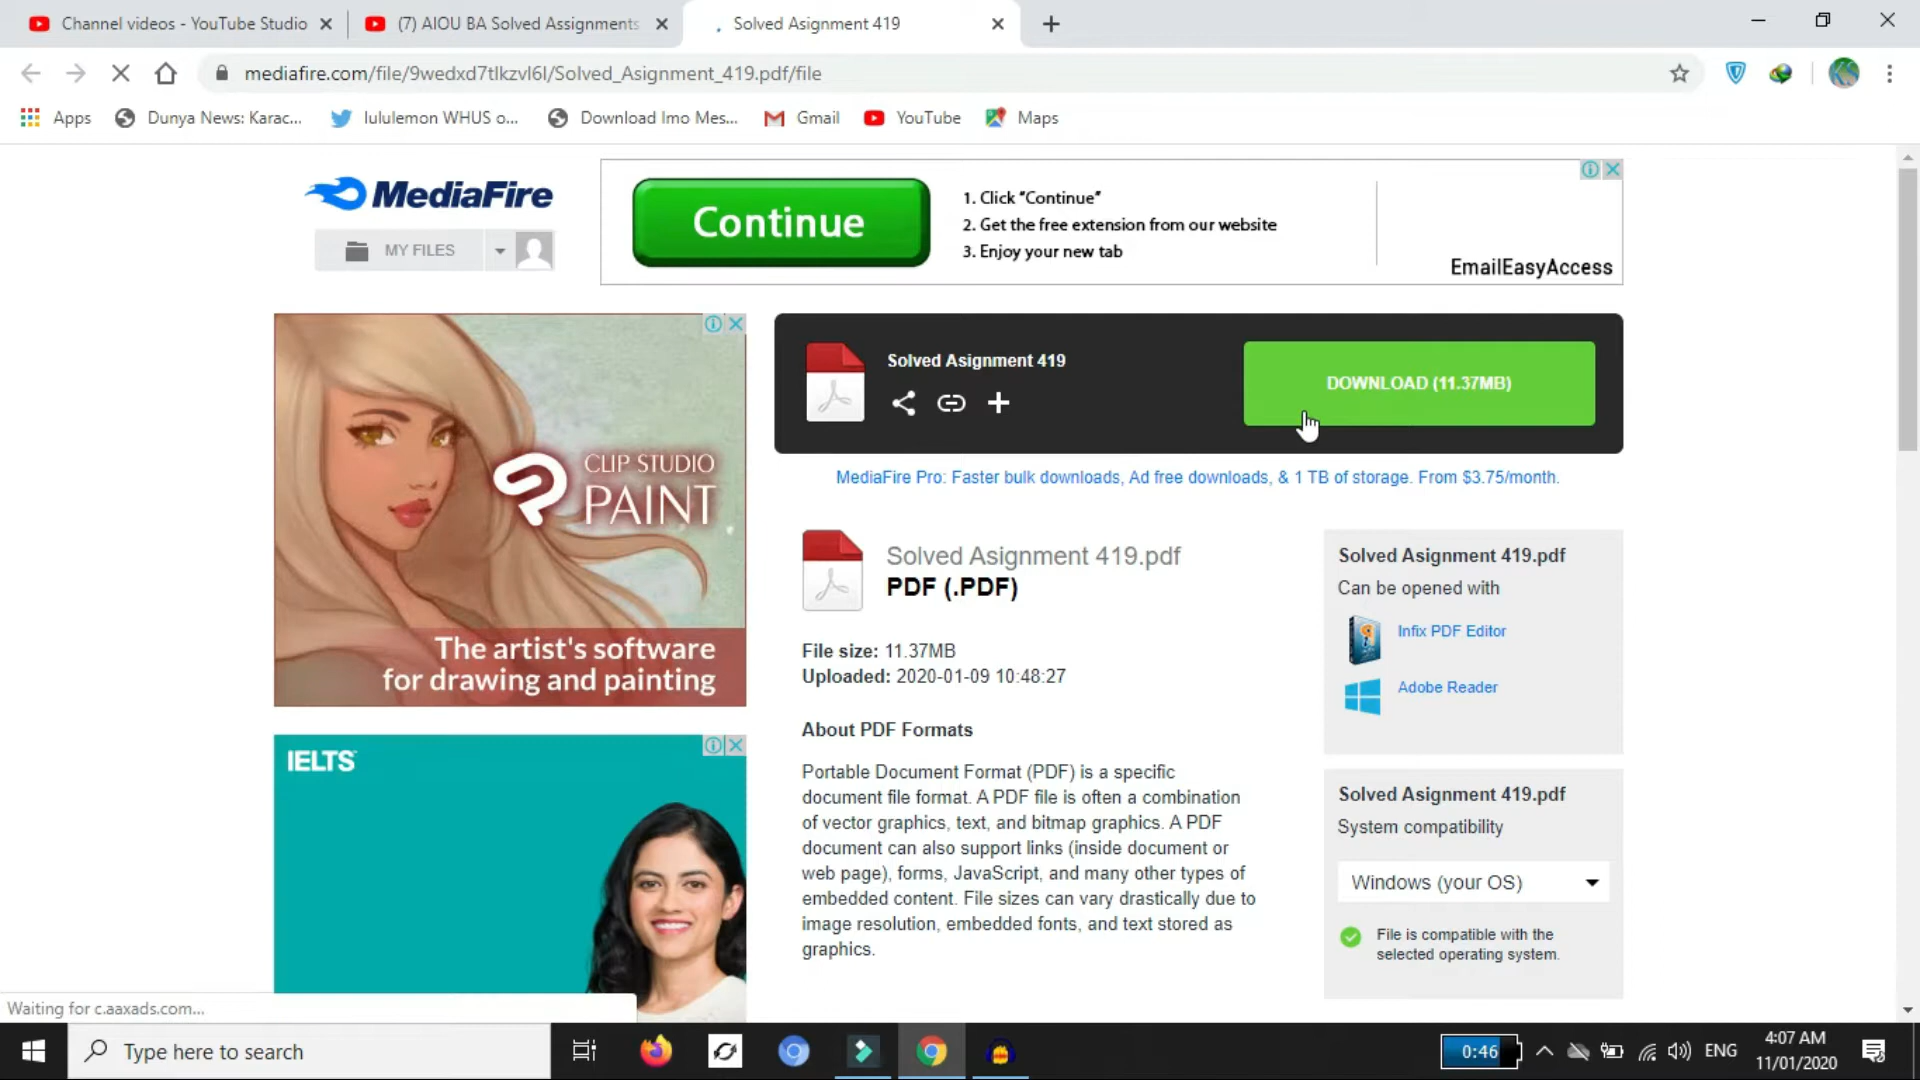 Channel videos - YouTube Studio
(7) AIOU BA Solved Assignments
Solved Asignment 419
mediafire.com/file/9wedxd7tlkzvl6l/Solved_Asignment_419.pdf/file
Apps
Dunya News: Karac...
lululemon WHUS o...
Download Imo Mes...
Gmail
YouTube
Maps
MediaFire
MY FILES
Continue
1. Click "Continue"
2. Get the free extension from our website
3. Enjoy your new tab
EmailEasyAccess
CLIP STUDIO
PAINT
The artist's software
for drawing and painting
IELTS
Solved Asignment 419
DOWNLOAD (11.37MB)
MediaFire Pro: Faster bulk downloads, Ad free downloads, & 1 TB of storage. From $3.75/month.
Solved Asignment 419.pdf
PDF (.PDF)
File size: 11.37MB
Uploaded: 2020-01-09 10:48:27
About PDF Formats
Portable Document Format (PDF) is a specific
document file format. A PDF file is often a combination
of vector graphics, text, and bitmap graphics. A PDF
document can also support links (inside document or
web page), forms, JavaScript, and many other types of
embedded content. File sizes can vary drastically due to
image resolution, embedded fonts, and text stored as
graphics.
Solved Asignment 419.pdf
Can be opened with
Infix PDF Editor
Adobe Reader
Solved Asignment 419.pdf
System compatibility
Windows (your OS)
File is compatible with the
selected operating system.
Waiting for c.aaxads.com...
Type here to search
0:46
ENG
4:07 AM
11/01/2020